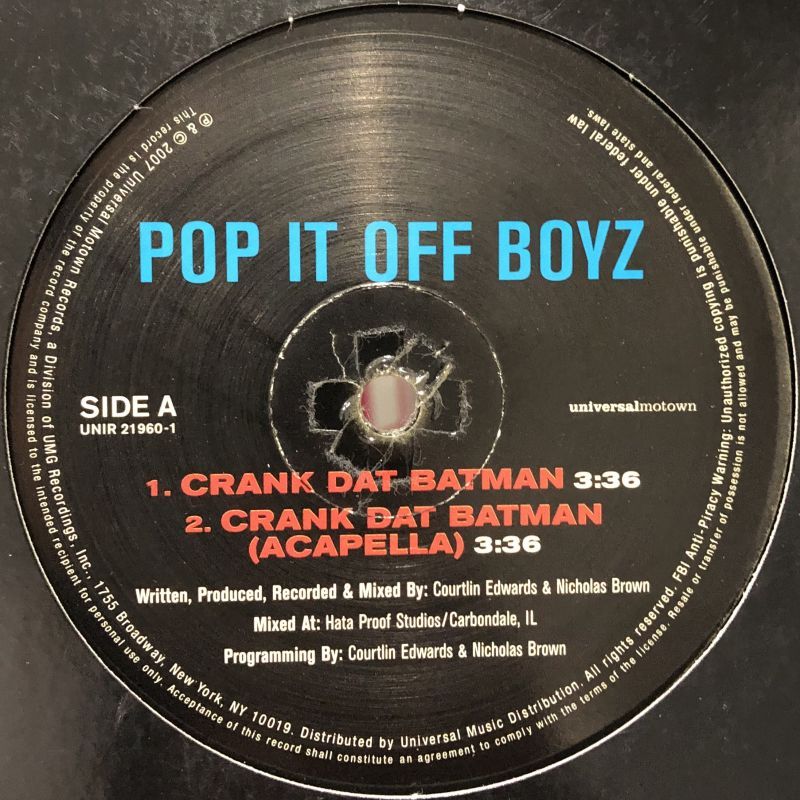 POP IT OFF BOYZ
SIDE A
UNIR 21960-1
universalmotown
1. CRANK DAT BATMAN 3:36
2. CRANK DAT BATMAN
(ACAPELLA) 3:36
Written, Produced, Recorded & Mixed By: Courtlin Edwards & Nicholas Brown
Mixed At: Hata Proof Studios/Carbondale, IL
Programming By: Courtlin Edwards & Nicholas Brown
℗ & © 2007 Universal Motown Records, a Division of UMG Recordings, Inc., 1755 Broadway, New York, NY 10019. Distributed by Universal Music Distribution. All rights reserved. FBI Anti-Piracy Warning: Unauthorized copying is punishable under federal law
This record is the property of the record company and is licensed to the intended recipient for personal use only. Acceptance of this record shall constitute an agreement to comply with the terms of the license. Resale or transfer of possession is not allowed and may be punishable under federal and state laws.